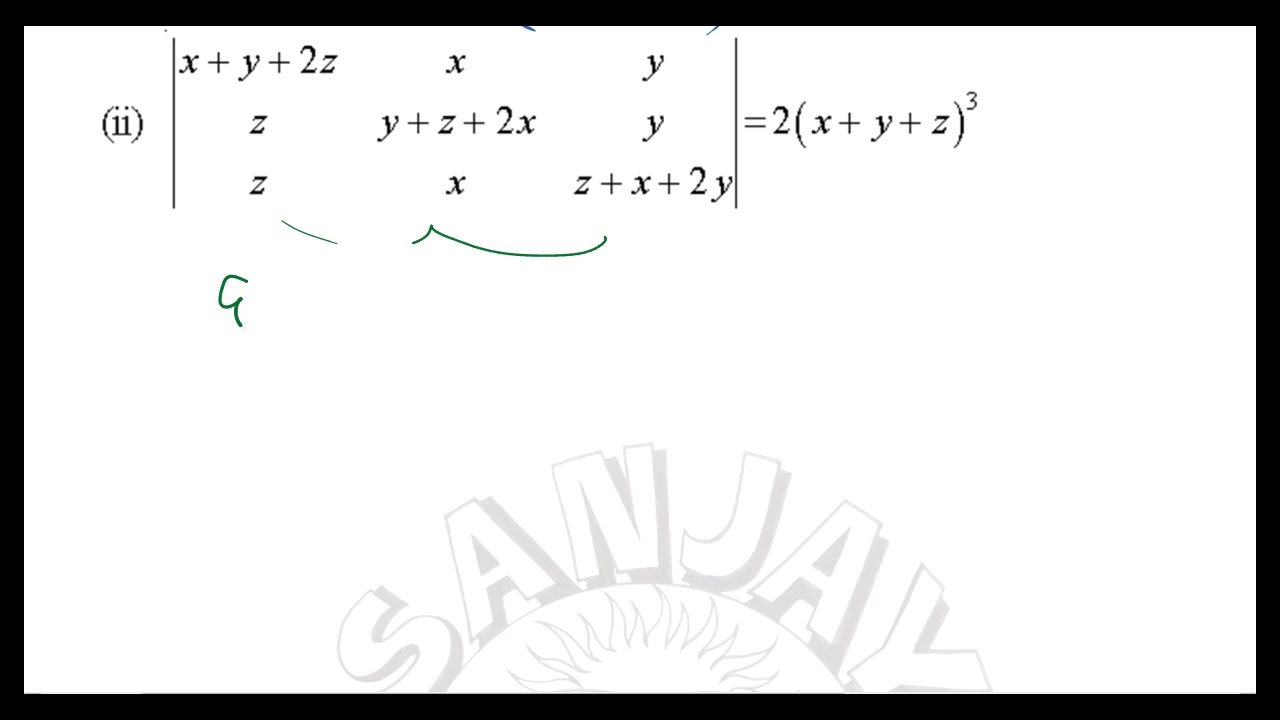 x + y + 2z x y
(ii) z y + z + 2x y = 2(x + y + z)^3
z x z + x + 2y
SANJAY